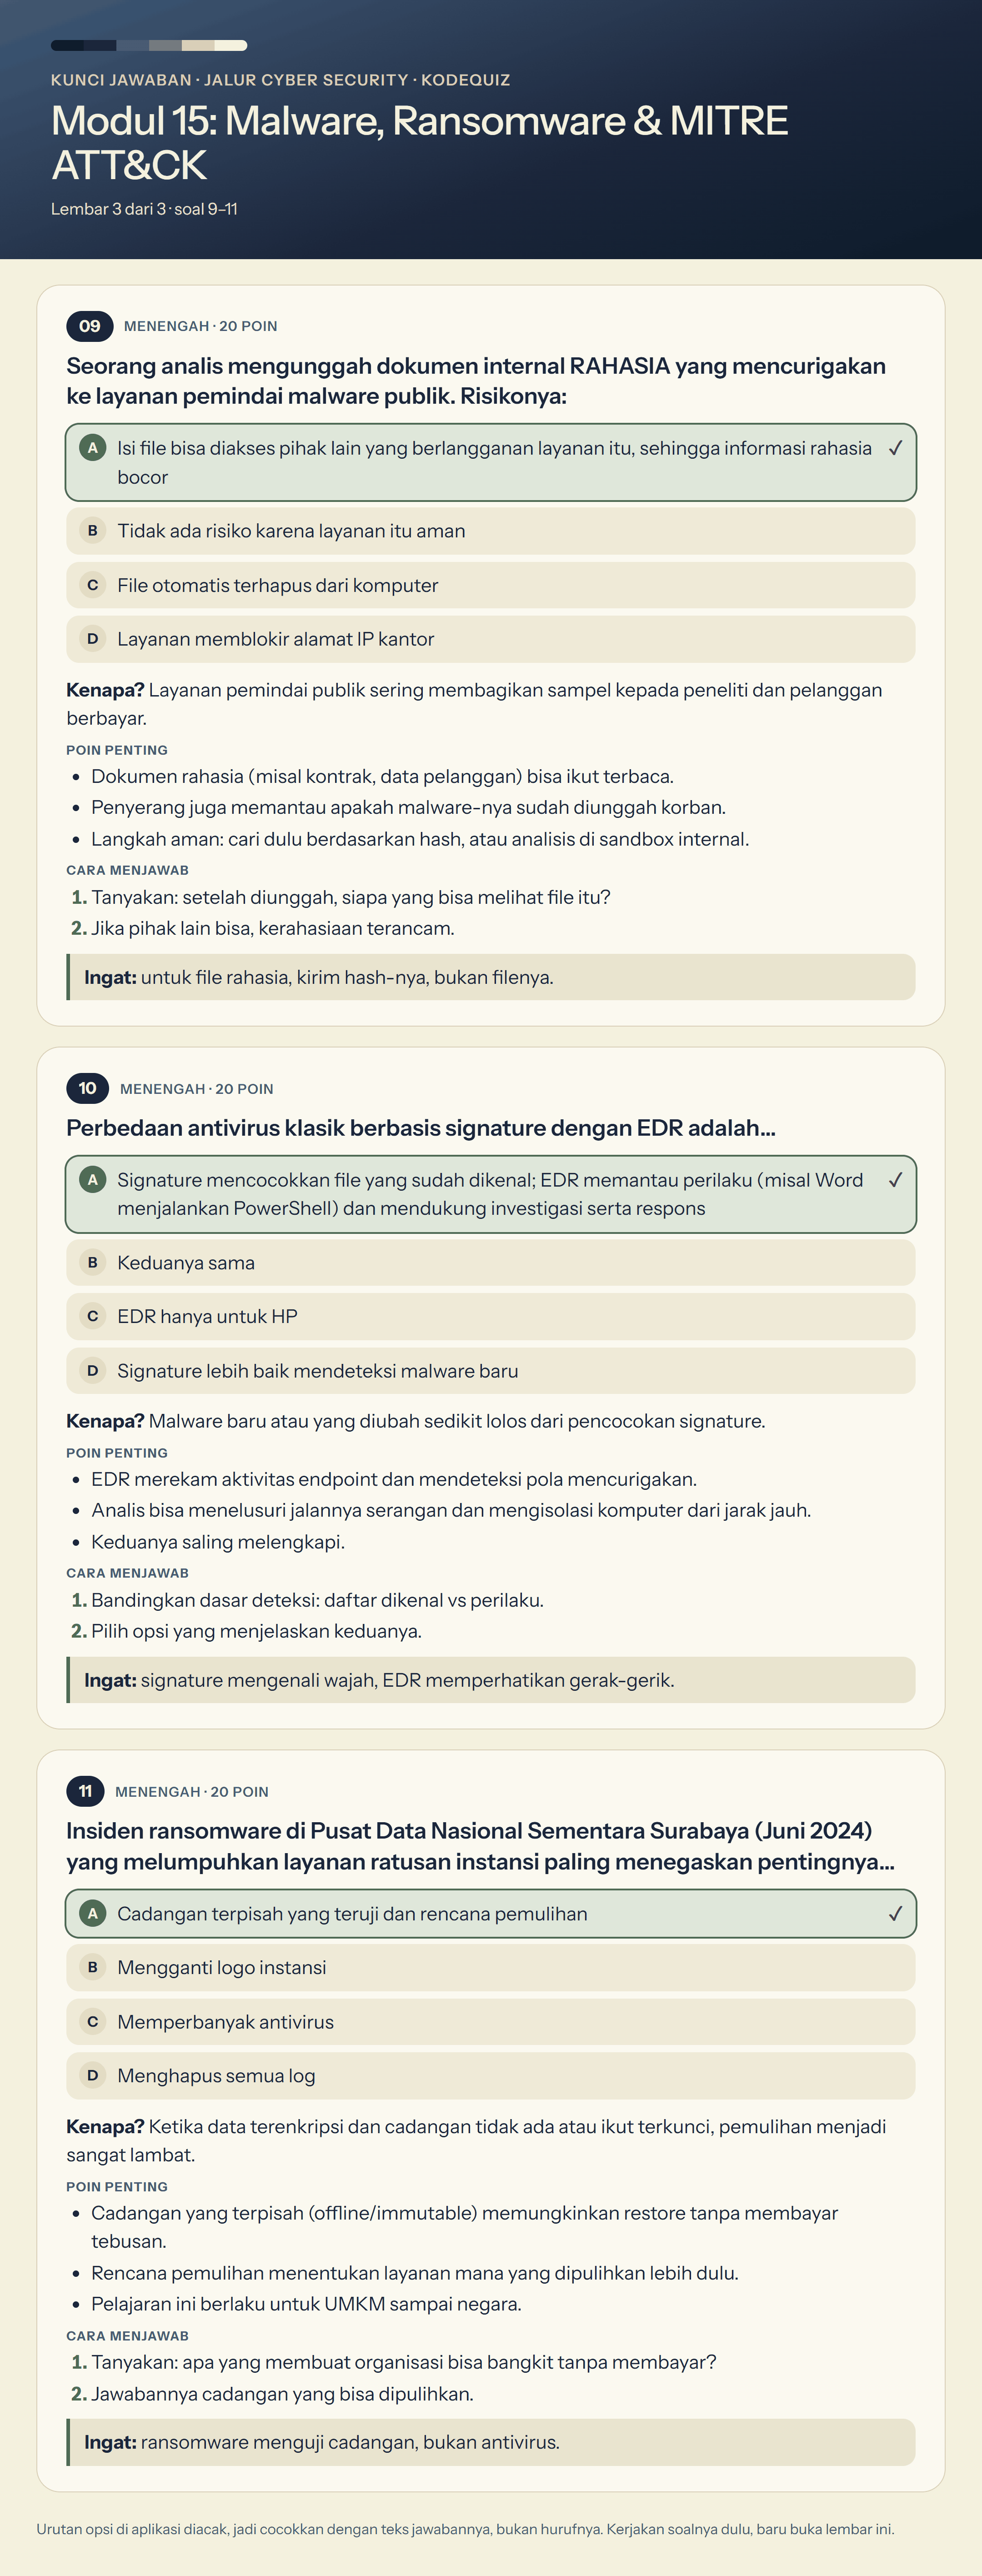 KUNCI JAWABAN · JALUR CYBER SECURITY · KODEQUIZ
Modul 15: Malware, Ransomware & MITRE
ATT&CK
Lembar 3 dari 3 · soal 9–11
09 MENENGAH · 20 POIN
Seorang analis mengunggah dokumen internal RAHASIA yang mencurigakan
ke layanan pemindai malware publik. Risikonya:
A Isi file bisa diakses pihak lain yang berlangganan layanan itu, sehingga informasi rahasia ✓
bocor
B Tidak ada risiko karena layanan itu aman
C File otomatis terhapus dari komputer
D Layanan memblokir alamat IP kantor
Kenapa? Layanan pemindai publik sering membagikan sampel kepada peneliti dan pelanggan
berbayar.
POIN PENTING
• Dokumen rahasia (misal kontrak, data pelanggan) bisa ikut terbaca.
• Penyerang juga memantau apakah malware-nya sudah diunggah korban.
• Langkah aman: cari dulu berdasarkan hash, atau analisis di sandbox internal.
CARA MENJAWAB
1. Tanyakan: setelah diunggah, siapa yang bisa melihat file itu?
2. Jika pihak lain bisa, kerahasiaan terancam.
Ingat: untuk file rahasia, kirim hash-nya, bukan filenya.
10 MENENGAH · 20 POIN
Perbedaan antivirus klasik berbasis signature dengan EDR adalah...
A Signature mencocokkan file yang sudah dikenal; EDR memantau perilaku (misal Word ✓
menjalankan PowerShell) dan mendukung investigasi serta respons
B Keduanya sama
C EDR hanya untuk HP
D Signature lebih baik mendeteksi malware baru
Kenapa? Malware baru atau yang diubah sedikit lolos dari pencocokan signature.
POIN PENTING
• EDR merekam aktivitas endpoint dan mendeteksi pola mencurigakan.
• Analis bisa menelusuri jalannya serangan dan mengisolasi komputer dari jarak jauh.
• Keduanya saling melengkapi.
CARA MENJAWAB
1. Bandingkan dasar deteksi: daftar dikenal vs perilaku.
2. Pilih opsi yang menjelaskan keduanya.
Ingat: signature mengenali wajah, EDR memperhatikan gerak-gerik.
11 MENENGAH · 20 POIN
Insiden ransomware di Pusat Data Nasional Sementara Surabaya (Juni 2024)
yang melumpuhkan layanan ratusan instansi paling menegaskan pentingnya...
A Cadangan terpisah yang teruji dan rencana pemulihan ✓
B Mengganti logo instansi
C Memperbanyak antivirus
D Menghapus semua log
Kenapa? Ketika data terenkripsi dan cadangan tidak ada atau ikut terkunci, pemulihan menjadi
sangat lambat.
POIN PENTING
• Cadangan yang terpisah (offline/immutable) memungkinkan restore tanpa membayar
tebusan.
• Rencana pemulihan menentukan layanan mana yang dipulihkan lebih dulu.
• Pelajaran ini berlaku untuk UMKM sampai negara.
CARA MENJAWAB
1. Tanyakan: apa yang membuat organisasi bisa bangkit tanpa membayar?
2. Jawabannya cadangan yang bisa dipulihkan.
Ingat: ransomware menguji cadangan, bukan antivirus.
Urutan opsi di aplikasi diacak, jadi cocokkan dengan teks jawabannya, bukan hurufnya. Kerjakan soalnya dulu, baru buka lembar ini.